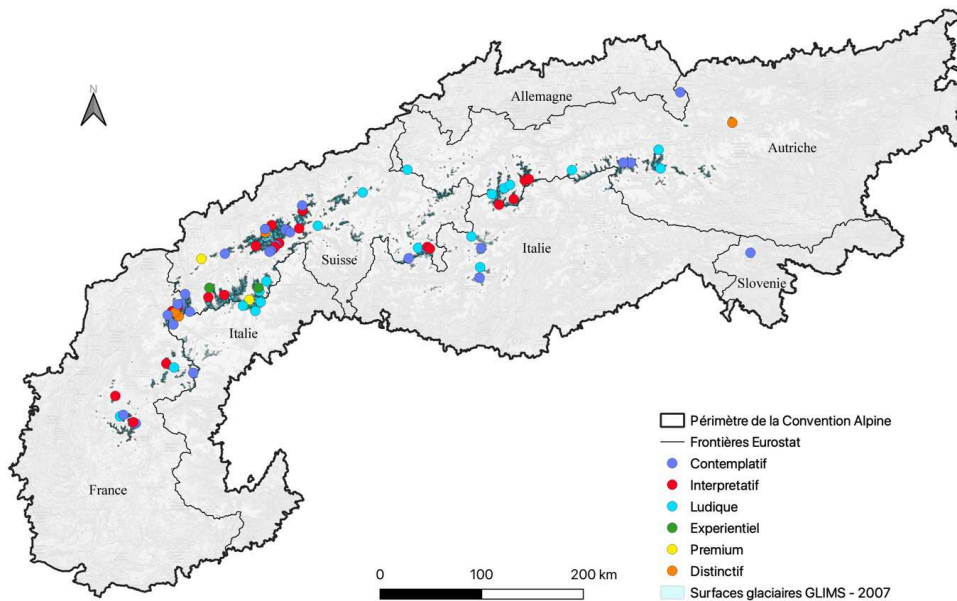 N
Allemagne
Autriche
Suisse
Italie
Slovenie
Italie
France
Périmètre de la Convention Alpine
Frontières Eurostat
Contemplatif
Interpretatif
Ludique
Experientiel
Premium
Distinctif
Surfaces glaciaires GLIMS - 2007
0 100 200 km